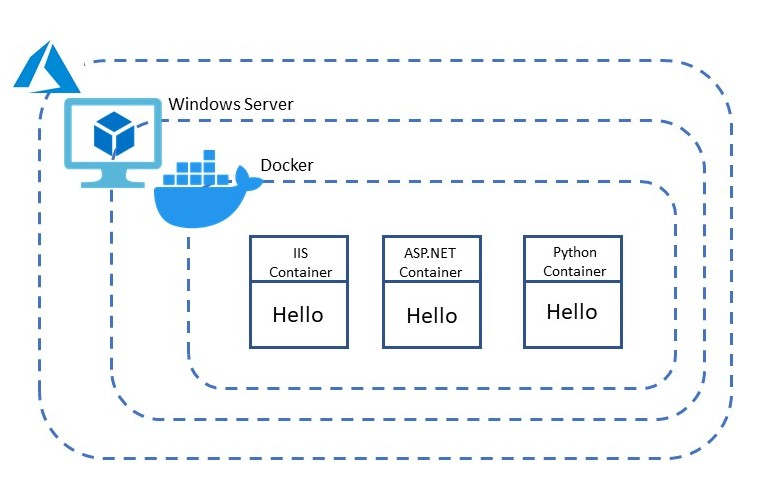 Windows Server
Docker
IIS
Container
Hello
ASP.NET
Container
Hello
Python
Container
Hello